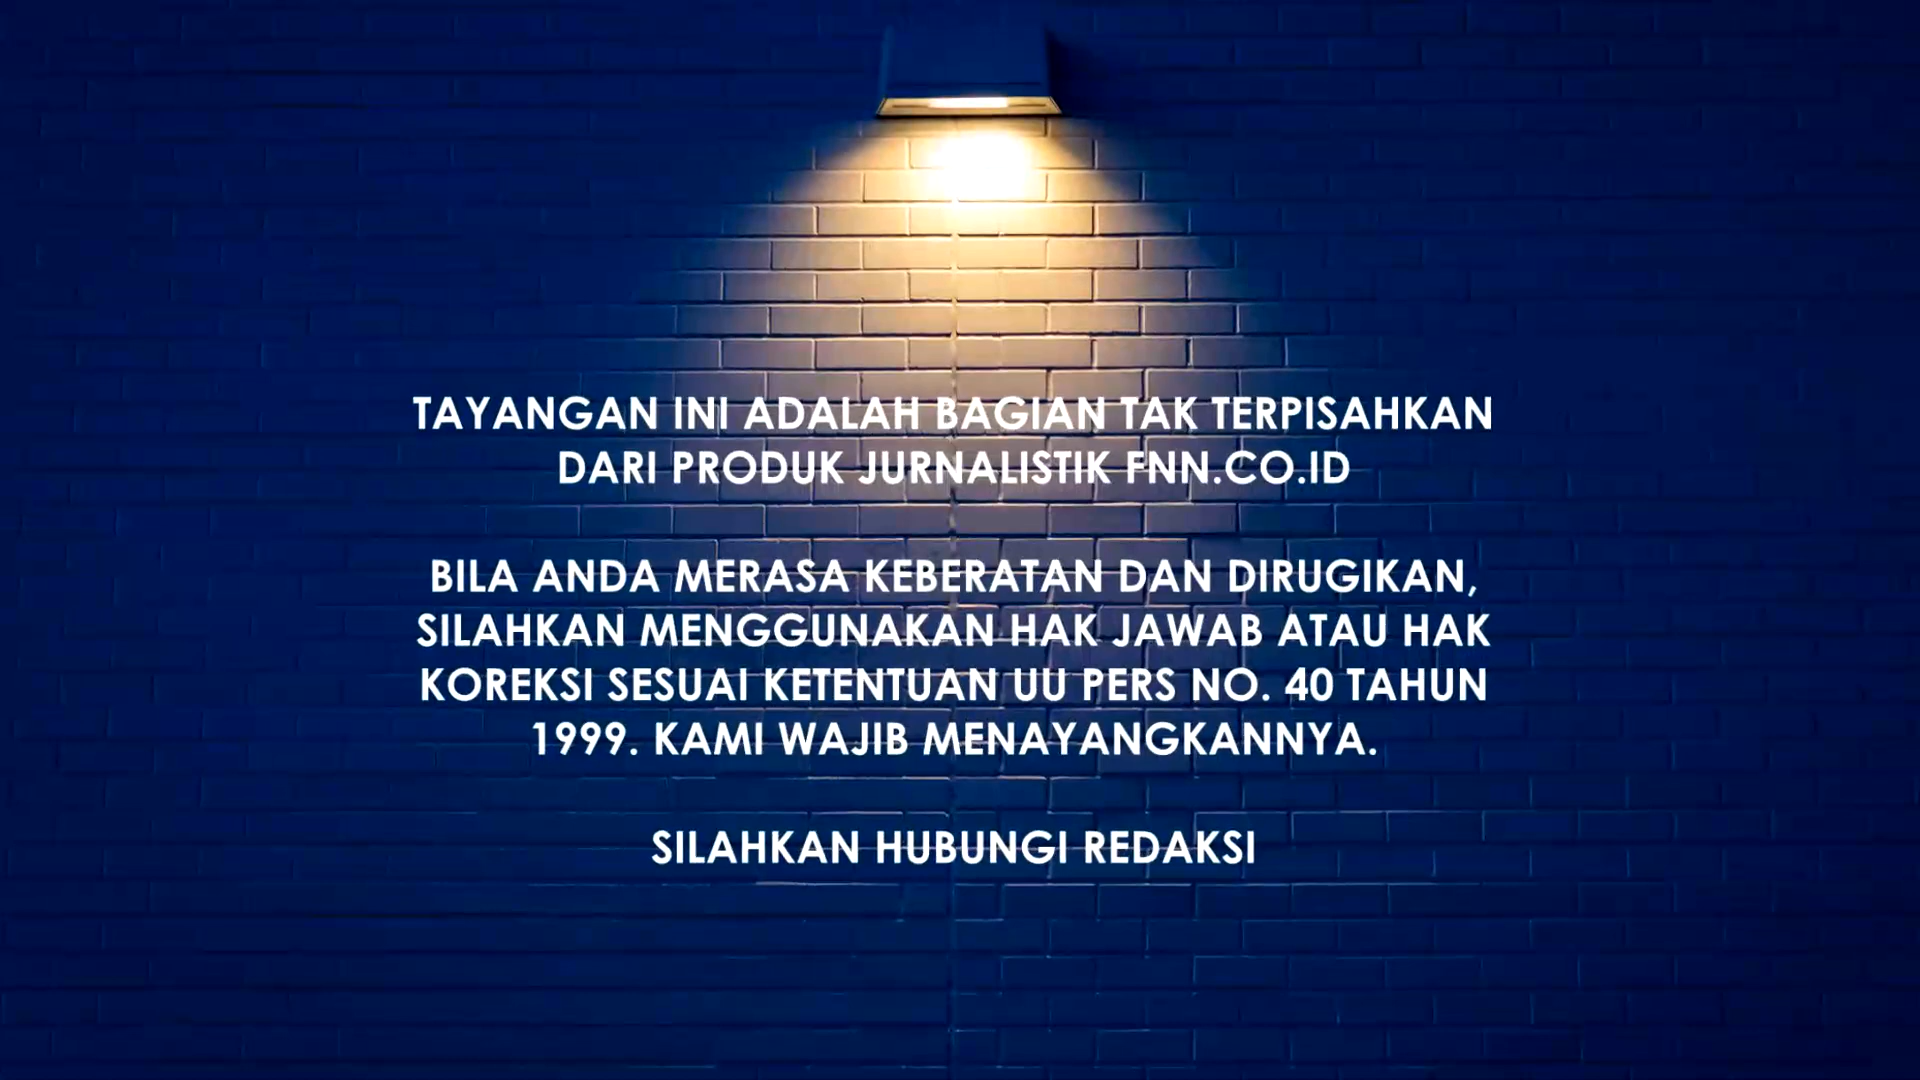 TAYANGAN INI ADALAH BAGIAN TAK TERPISAHKAN
DARI PRODUK JURNALISTIK FNN.CO.ID
BILA ANDA MERASA KEBERATAN DAN DIRUGIKAN,
SILAHKAN MENGGUNAKAN HAK JAWAB ATAU HAK
KOREKSI SESUAI KETENTUAN UU PERS NO. 40 TAHUN
1999. KAMI WAJIB MENAYANGKANNYA.
SILAHKAN HUBUNGI REDAKSI